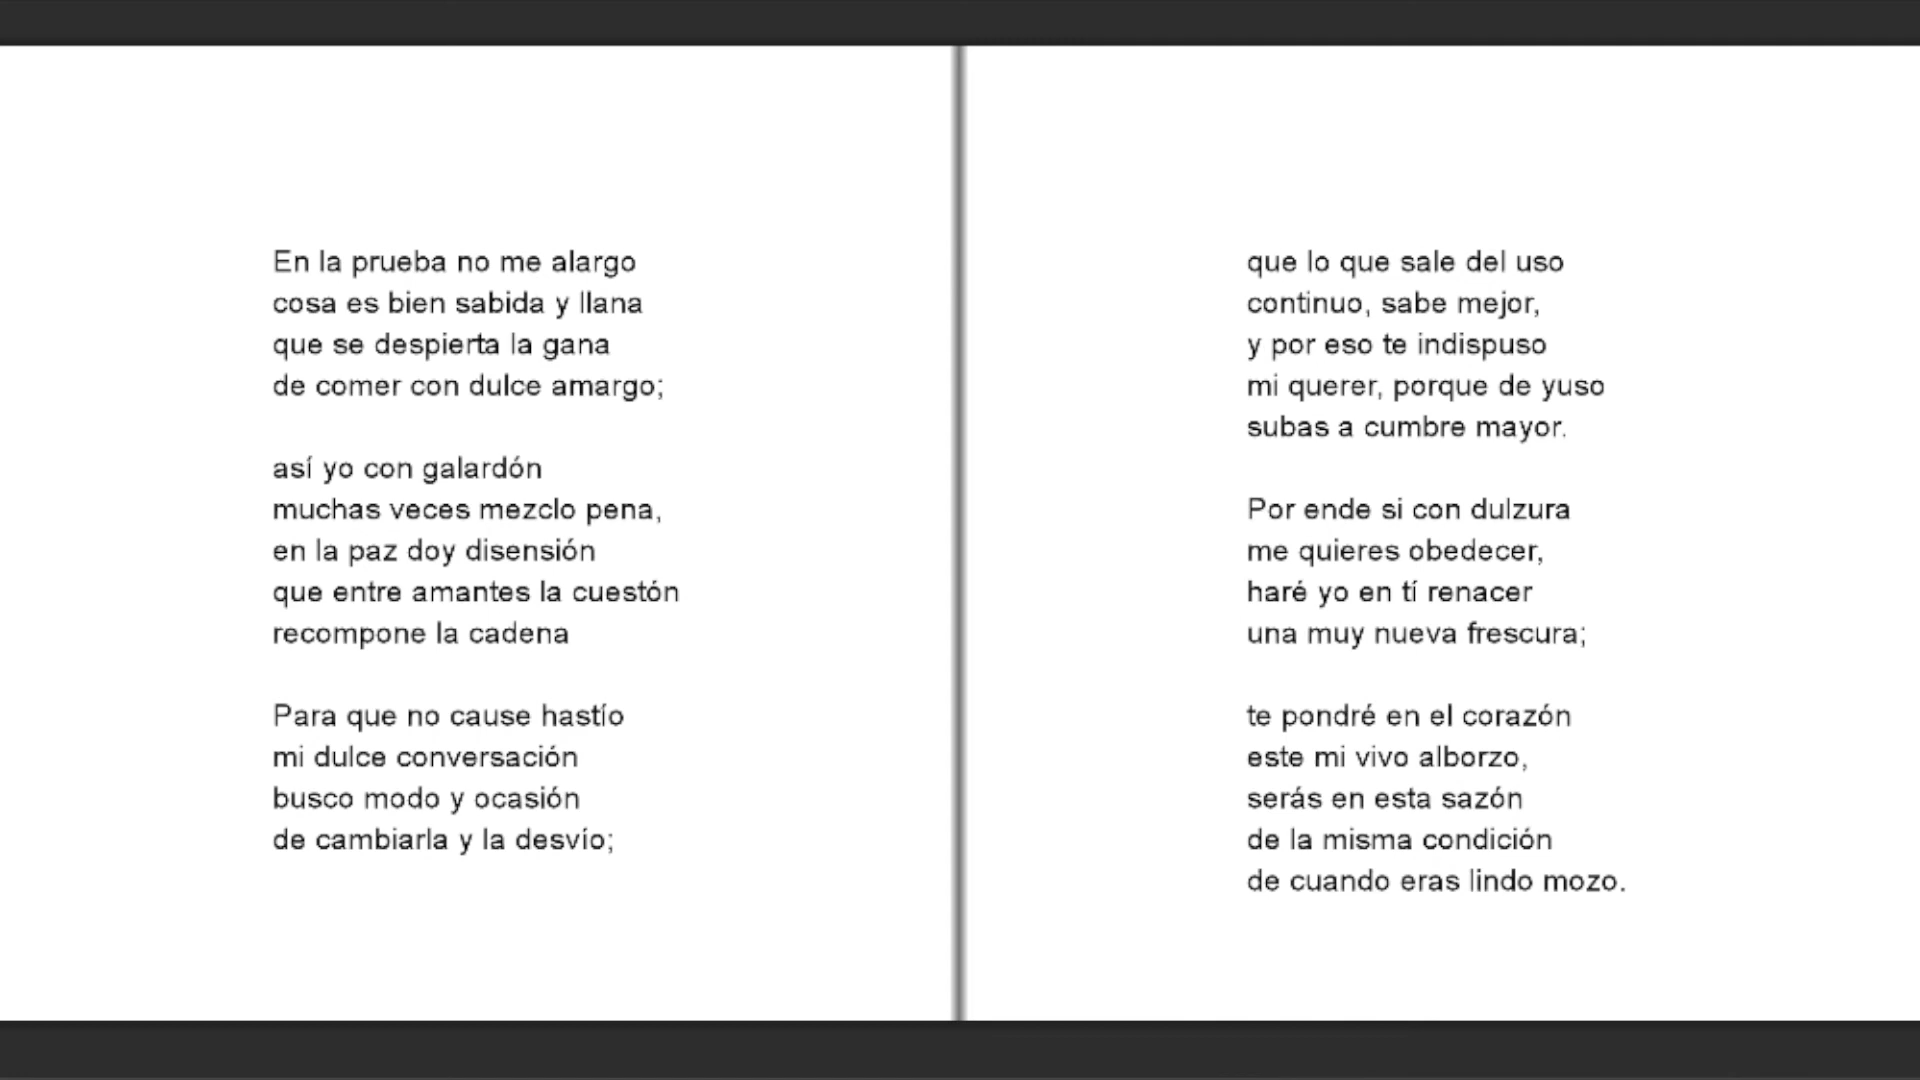 En la prueba no me alargo
cosa es bien sabida y llana
que se despierta la gana
de comer con dulce amargo;
así yo con galardón
muchas veces mezclo pena,
en la paz doy disensión
que entre amantes la cuestón
recompone la cadena
Para que no cause hastío
mi dulce conversación
busco modo y ocasión
de cambiarla y la desvío;
que lo que sale del uso
continuo, sabe mejor,
y por eso te indispuso
mi querer, porque de yuso
subas a cumbre mayor.
Por ende si con dulzura
me quieres obedecer,
haré yo en tí renacer
una muy nueva frescura;
te pondré en el corazón
este mi vivo alborzo,
serás en esta sazón
de la misma condición
de cuando eras lindo mozo.